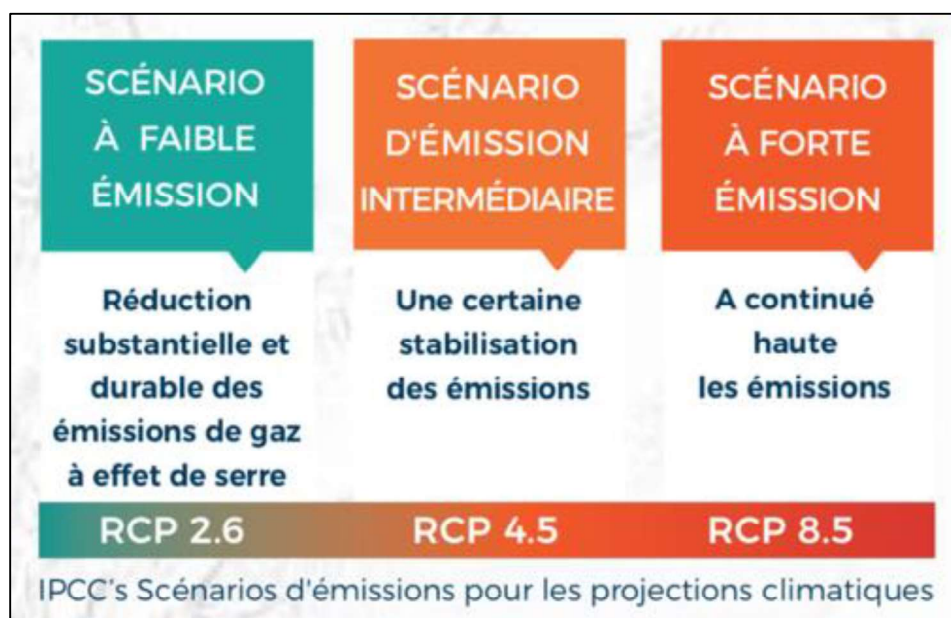 SCÉNARIO
À FAIBLE
ÉMISSION
SCÉNARIO
D'ÉMISSION
INTERMÉDIAIRE
SCÉNARIO
À FORTE
ÉMISSION
Réduction
substantielle et
durable des
émissions de gaz
à effet de serre
Une certaine
stabilisation
des émissions
A continué
haute
les émissions
RCP 2.6
RCP 4.5
RCP 8.5
IPCC's Scénarios d'émissions pour les projections climatiques